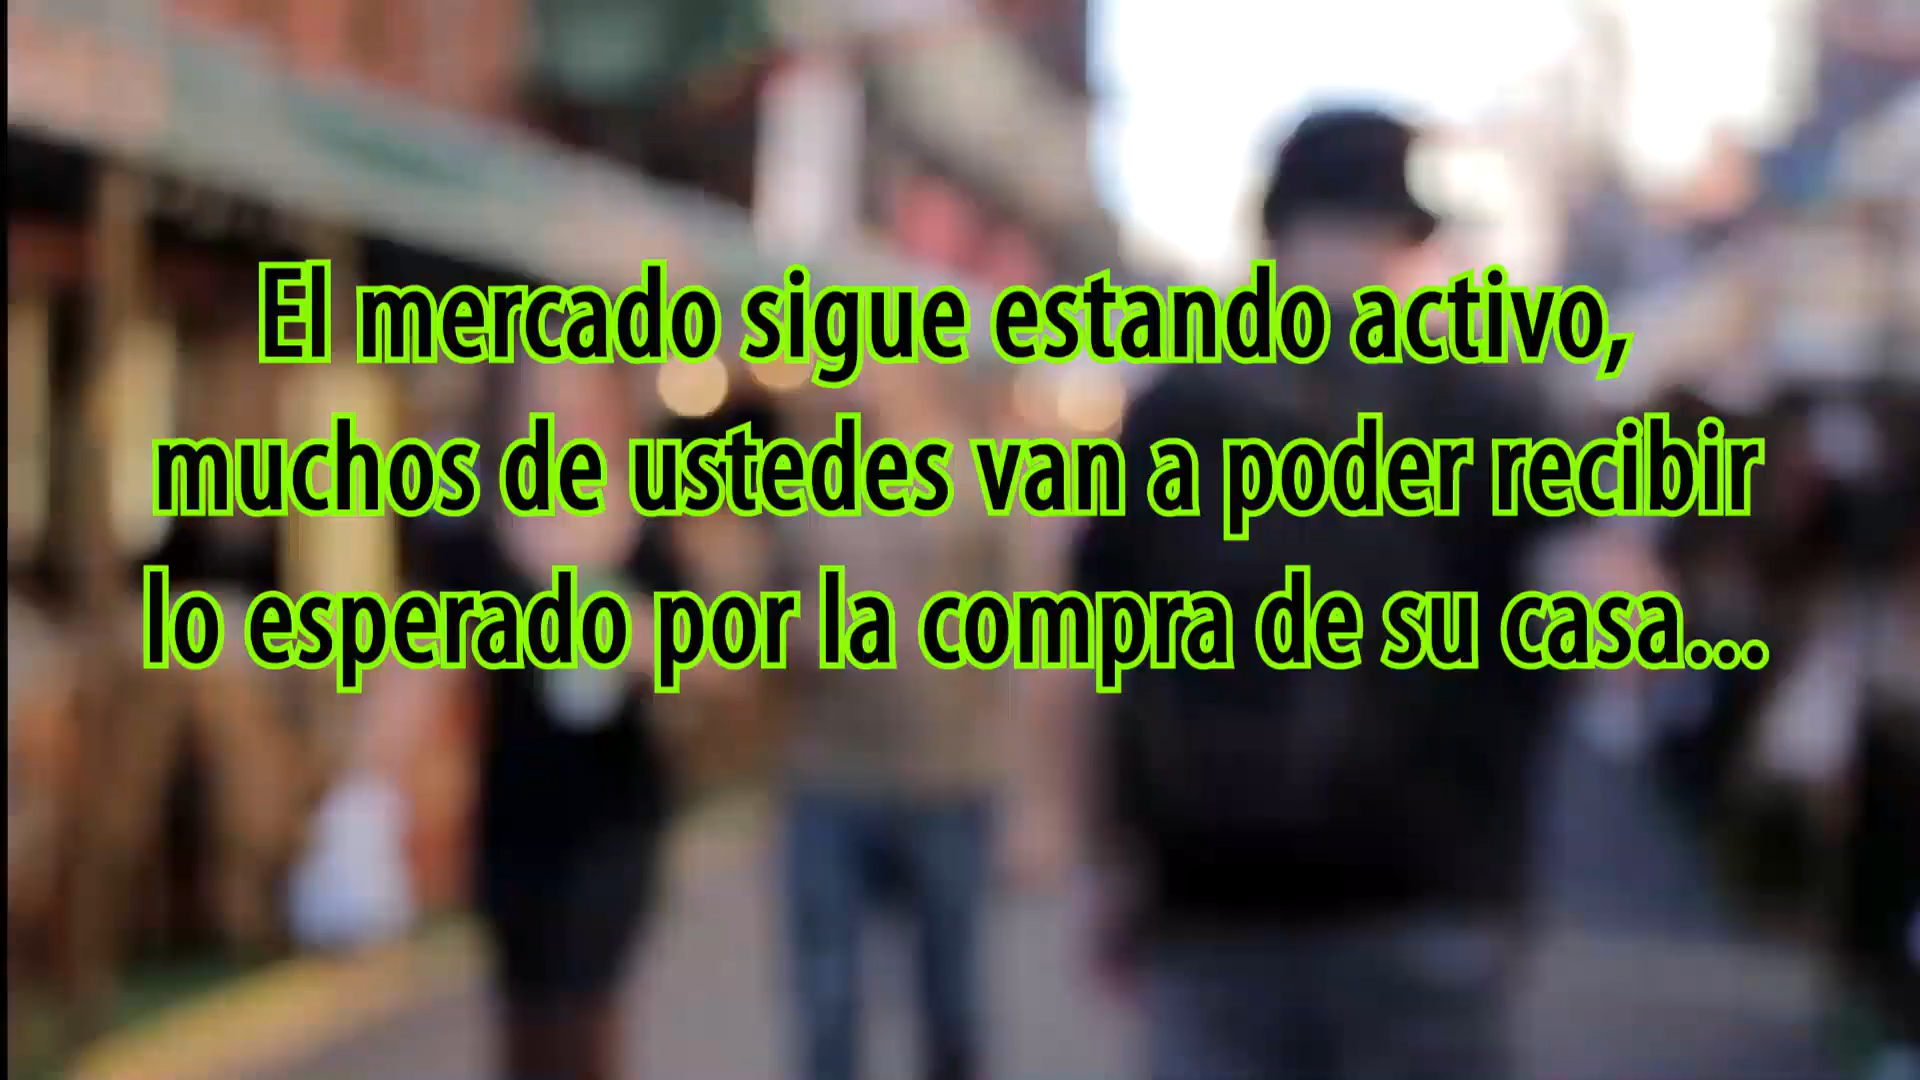 El mercado sigue estando activo,
muchos de ustedes van a poder recibir
lo esperado por la compra de su casa...